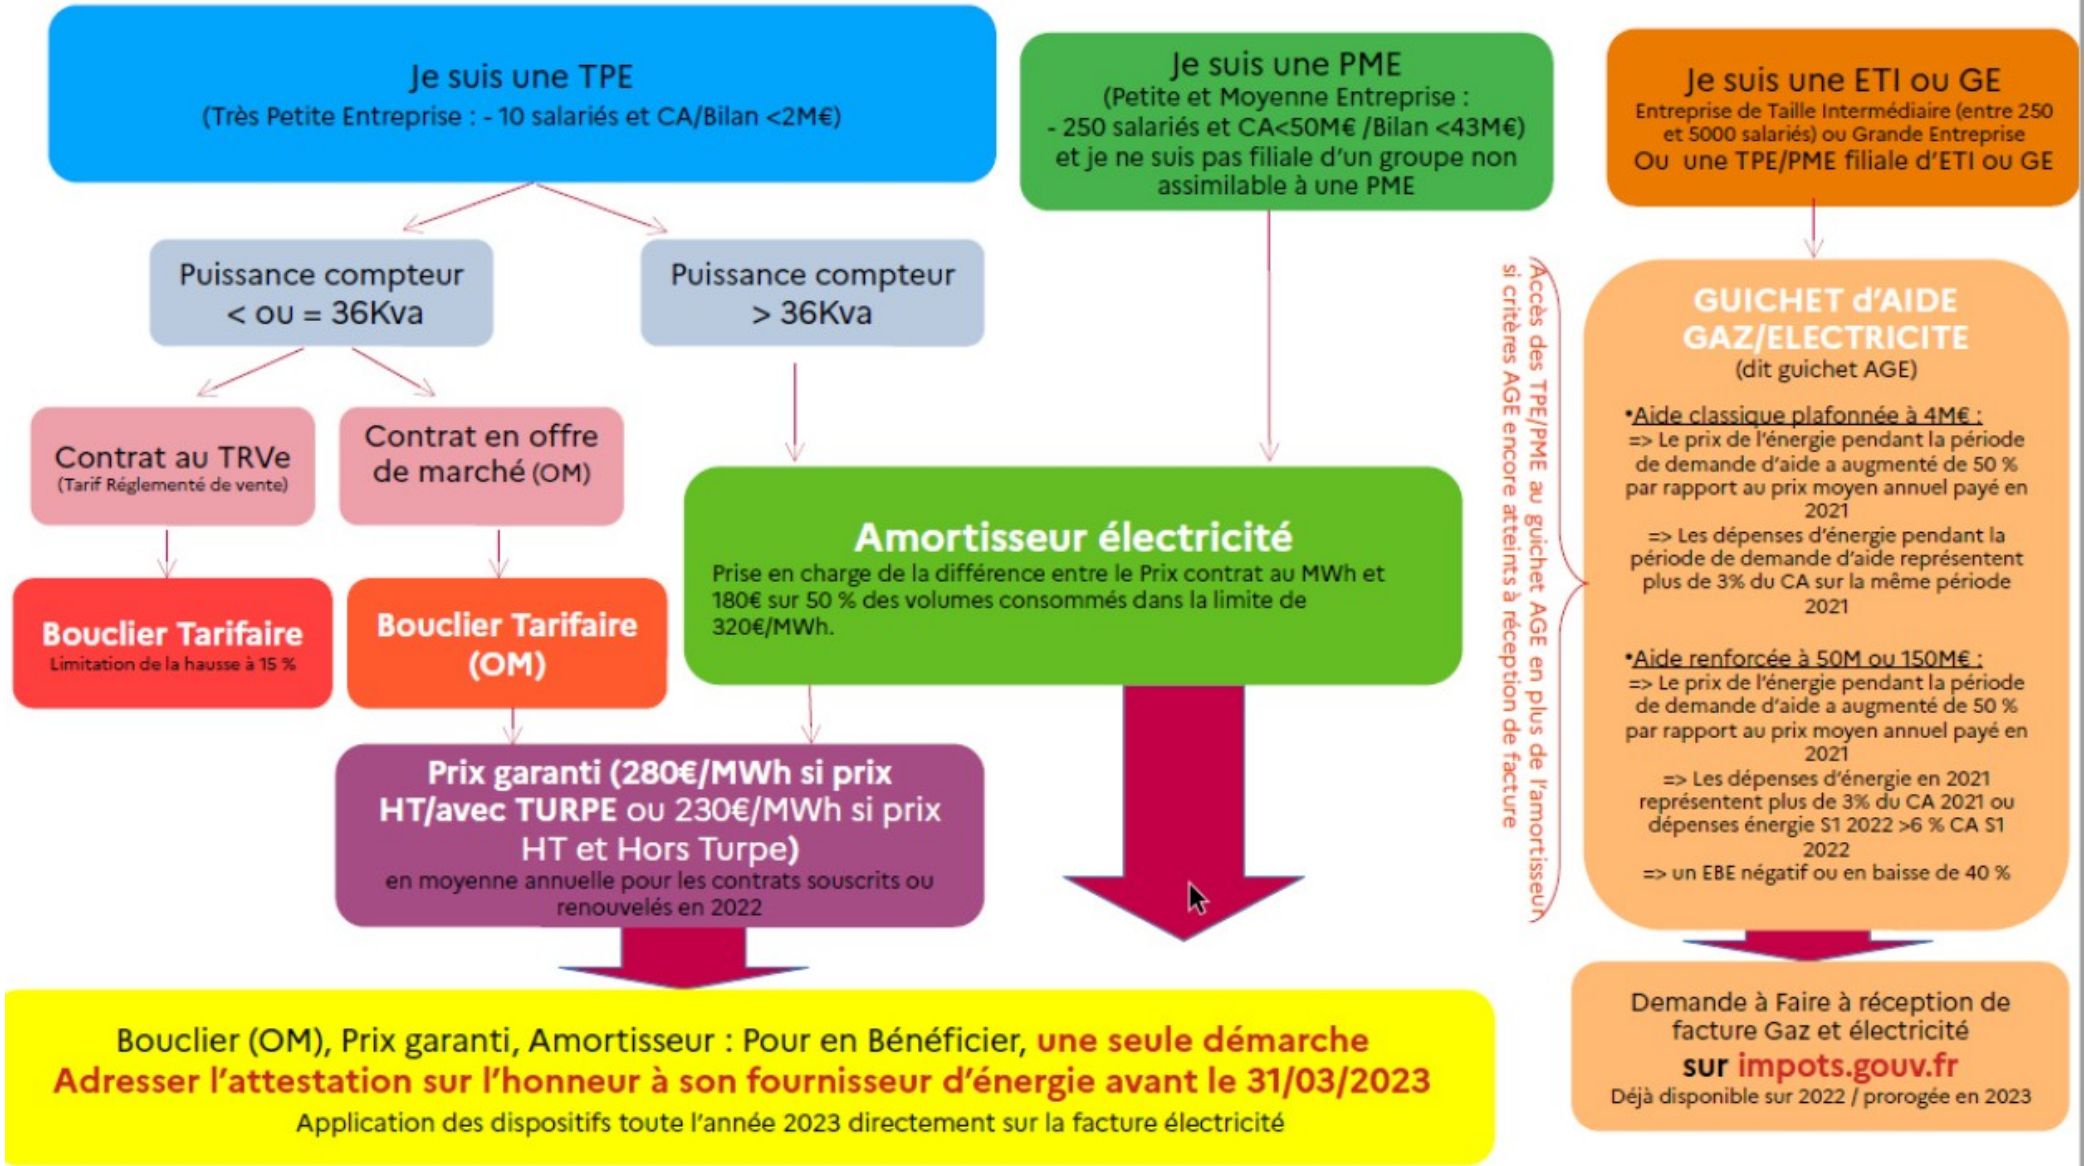 Je suis une TPE
(Très Petite Entreprise : - 10 salariés et CA/Bilan <2M€)
Je suis une PME
(Petite et Moyenne Entreprise :
- 250 salariés et CA<50M€ /Bilan <43M€)
et je ne suis pas filiale d'un groupe non
assimilable à une PME
Je suis une ETI ou GE
Entreprise de Taille Intermédiaire (entre 250
et 5000 salariés) ou Grande Entreprise
Ou une TPE/PME filiale d'ETI ou GE
Puissance compteur
< ou = 36Kva
Puissance compteur
> 36Kva
Contrat au TRVe
(Tarif Réglementé de vente)
Contrat en offre
de marché (OM)
Bouclier Tarifaire
Limitation de la hausse à 15 %
Bouclier Tarifaire
(OM)
Amortisseur électricité
Prise en charge de la différence entre le Prix contrat au MWh et
180€ sur 50 % des volumes consommés dans la limite de
320€/MWh.
Prix garanti (280€/MWh si prix
HT/avec TURPE ou 230€/MWh si prix
HT et Hors Turpe)
en moyenne annuelle pour les contrats souscrits ou
renouvelés en 2022
Accès des TPE/PME au guichet AGE en plus de l'amortisseur
si critères AGE encore atteints à réception de facture
GUICHET d'AIDE
GAZ/ELECTRICITE
(dit guichet AGE)
•Aide classique plafonnée à 4M€ :
=> Le prix de l'énergie pendant la période
de demande d'aide a augmenté de 50 %
par rapport au prix moyen annuel payé en
2021
=> Les dépenses d'énergie pendant la
période de demande d'aide représentent
plus de 3% du CA sur la même période
2021
•Aide renforcée à 50M ou 150M€ :
=> Le prix de l'énergie pendant la période
de demande d'aide a augmenté de 50 %
par rapport au prix moyen annuel payé en
2021
=> Les dépenses d'énergie en 2021
représentent plus de 3% du CA 2021 ou
dépenses énergie S1 2022 >6 % CA S1
2022
=> un EBE négatif ou en baisse de 40 %
Bouclier (OM), Prix garanti, Amortisseur : Pour en Bénéficier, une seule démarche
Adresser l'attestation sur l'honneur à son fournisseur d'énergie avant le 31/03/2023
Application des dispositifs toute l'année 2023 directement sur la facture électricité
Demande à Faire à réception de
facture Gaz et électricité
sur impots.gouv.fr
Déjà disponible sur 2022 / prorogée en 2023